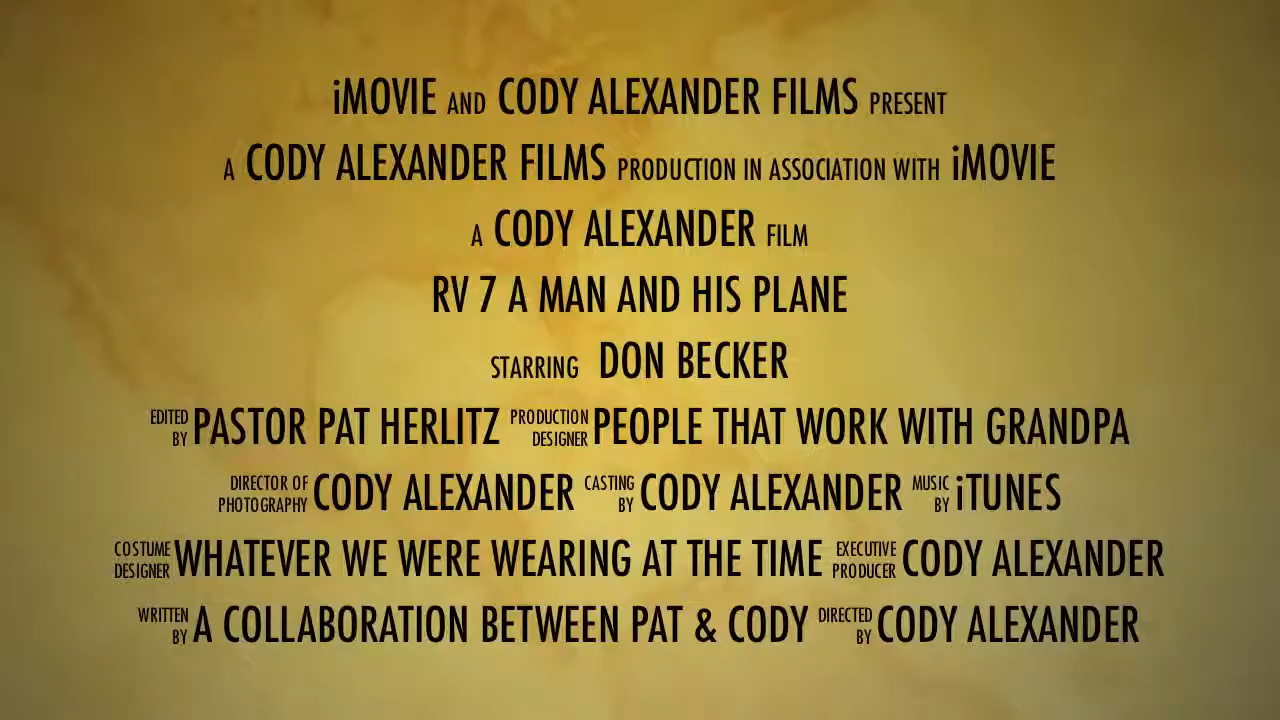 iMOVIE AND CODY ALEXANDER FILMS PRESENT
A CODY ALEXANDER FILMS PRODUCTION IN ASSOCIATION WITH iMOVIE
A CODY ALEXANDER FILM
RV 7 A MAN AND HIS PLANE
STARRING DON BECKER
EDITED BY PASTOR PAT HERLITZ PRODUCTION DESIGNER PEOPLE THAT WORK WITH GRANDPA
DIRECTOR OF PHOTOGRAPHY CODY ALEXANDER CASTING BY CODY ALEXANDER MUSIC BY iTUNES
COSTUME DESIGNER WHATEVER WE WERE WEARING AT THE TIME EXECUTIVE PRODUCER CODY ALEXANDER
WRITTEN BY A COLLABORATION BETWEEN PAT & CODY DIRECTED BY CODY ALEXANDER